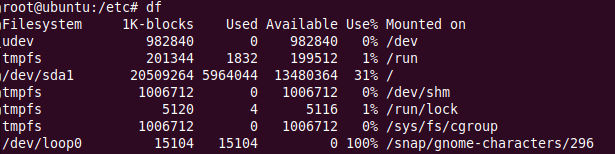 root@ubuntu:/etc# df
Filesystem     1K-blocks    Used Available Use% Mounted on
udev              982840       0    982840   0% /dev
tmpfs             201344    1832    199512   1% /run
/dev/sda1       20509264 5964044  13480364  31% /
tmpfs            1006712       0   1006712   0% /dev/shm
tmpfs               5120       4      5116   1% /run/lock
tmpfs            1006712       0   1006712   0% /sys/fs/cgroup
/dev/loop0         15104   15104         0 100% /snap/gnome-characters/296